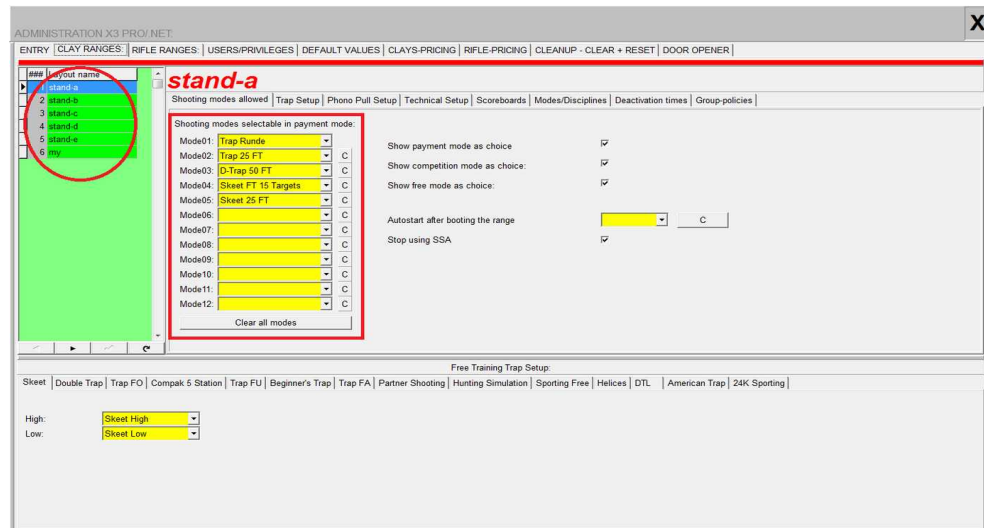 X
ADMINISTRATION X3 PRO/.NET:
ENTRY | CLAY RANGES: | RIFLE RANGES: | USERS/PRIVILEGES | DEFAULT VALUES | CLAYS-PRICING | RIFLE-PRICING | CLEANUP - CLEAR + RESET | DOOR OPENER |
### Layout name
1 stand-a
2 stand-b
3 stand-c
4 stand-d
5 stand-e
6 my
stand-a
Shooting modes allowed | Trap Setup | Phono Pull Setup | Technical Setup | Scoreboards | Modes/Disciplines | Deactivation times | Group-policies |
Shooting modes selectable in payment mode:
Mode01: Trap Runde
Mode02: Trap 25 FT C
Mode03: D-Trap 50 FT C
Mode04: Skeet FT 15 Targets C
Mode05: Skeet 25 FT C
Mode06: C
Mode07: C
Mode08: C
Mode09: C
Mode10: C
Mode11: C
Mode12: C
Clear all modes
Show payment mode as choice
Show competition mode as choice:
Show free mode as choice:
Autostart after booting the range C
Stop using SSA
Free Training Trap Setup:
Skeet | Double Trap | Trap FO | Compak 5 Station | Trap FU | Beginner's Trap | Trap FA | Partner Shooting | Hunting Simulation | Sporting Free | Helices | DTL | American Trap | 24K Sporting |
High: Skeet High
Low: Skeet Low